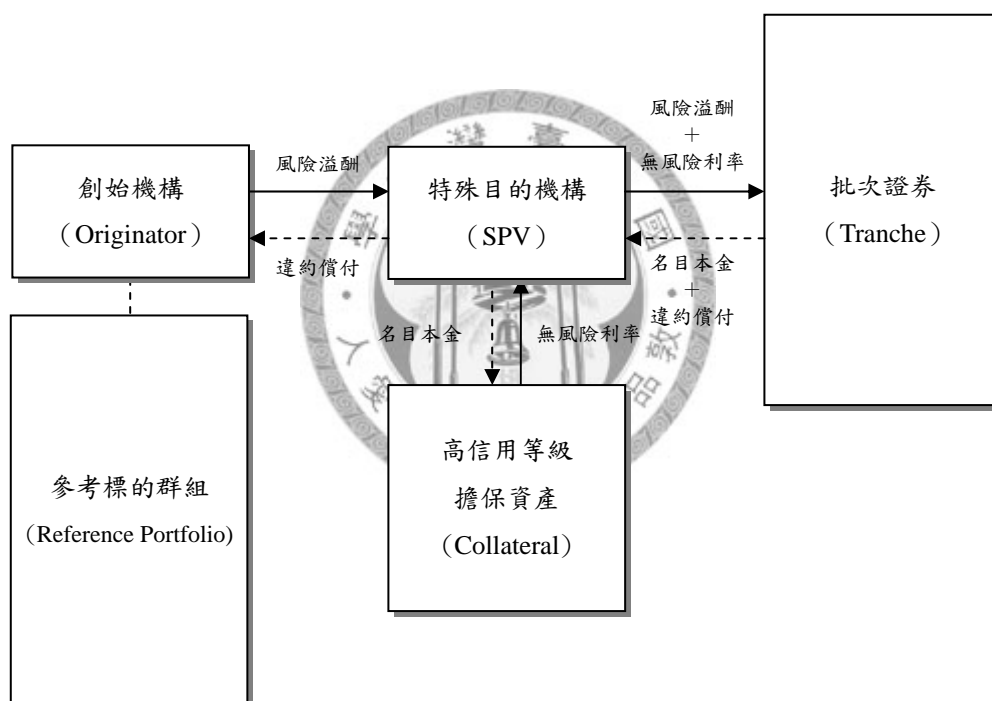 風險溢酬
＋
無風險利率
創始機構
（Originator）
風險溢酬
特殊目的機構
（SPV）
批次證券
（Tranche）
違約償付
名目本金
＋
違約償付
名目本金
無風險利率
參考標的群組
（Reference Portfolio)
高信用等級
擔保資產
（Collateral）